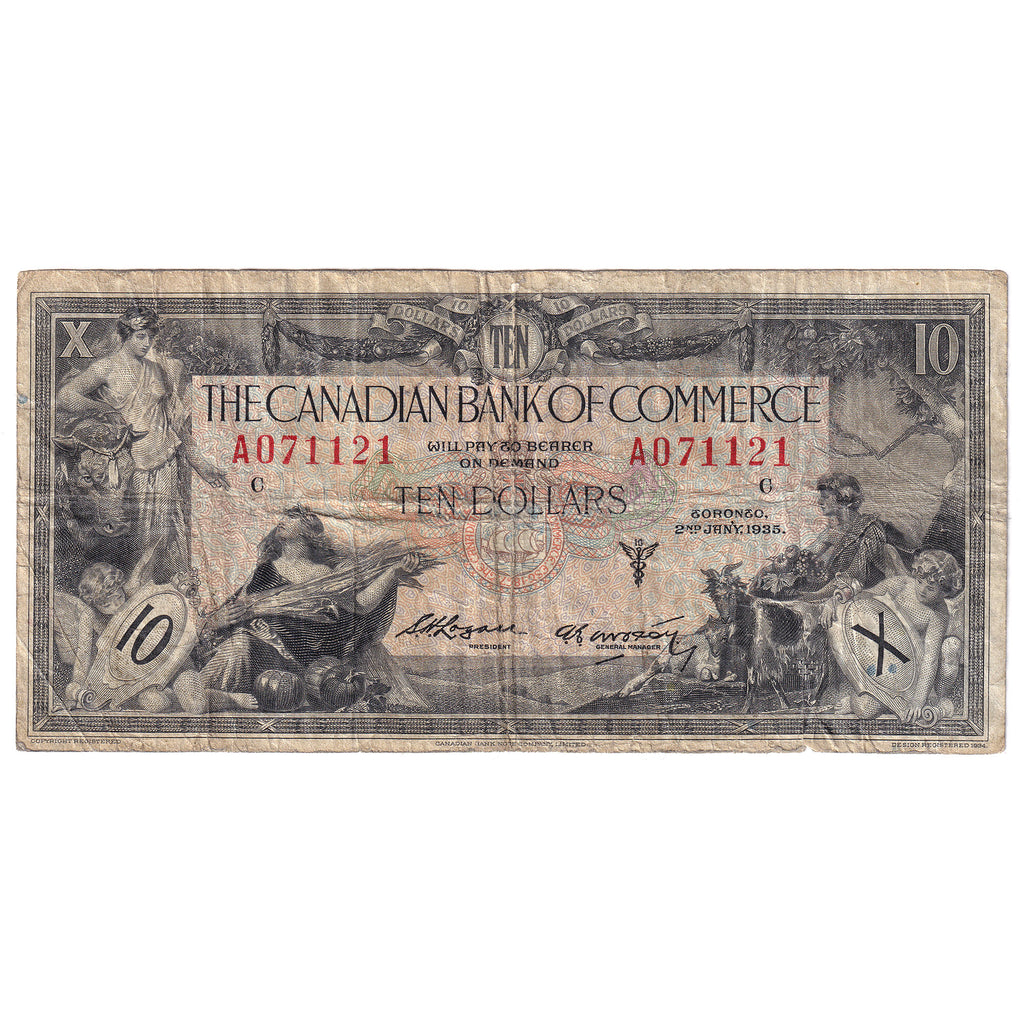 10 10
DOLLARS TEN DOLLARS
X 10
THE CANADIAN BANK OF COMMERCE
A071121 WILL PAY TO BEARER A071121
ON DEMAND
C TEN DOLLARS C
TORONTO,
2ND JANY. 1935.
10
10 X
PRESIDENT GENERAL MANAGER
COPYRIGHT REGISTERED CANADIAN BANK NOTE COMPANY, LIMITED DESIGN REGISTERED 1934